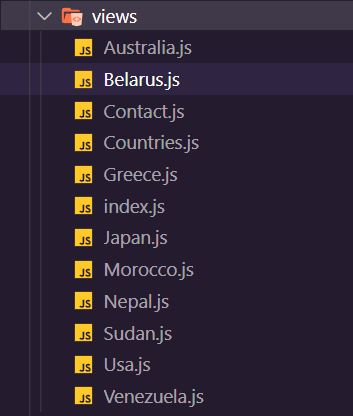 views
JS Australia.js
JS Belarus.js
JS Contact.js
JS Countries.js
JS Greece.js
JS index.js
JS Japan.js
JS Morocco.js
JS Nepal.js
JS Sudan.js
JS Usa.js
JS Venezuela.js